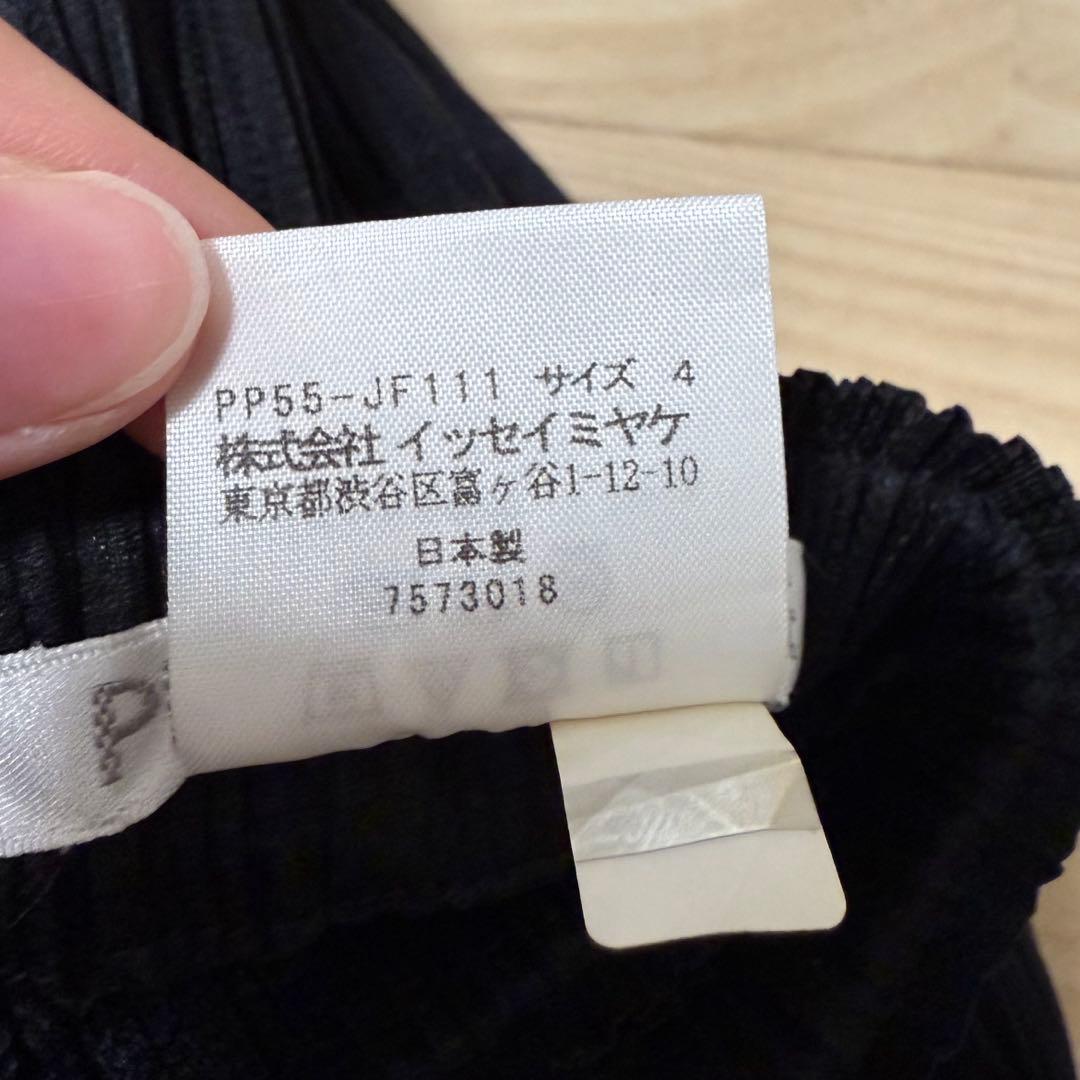 PP55-JF111 サイズ 4
株式会社 イッセイミヤケ
東京都渋谷区富ヶ谷1-12-10
日本製
7573018
P